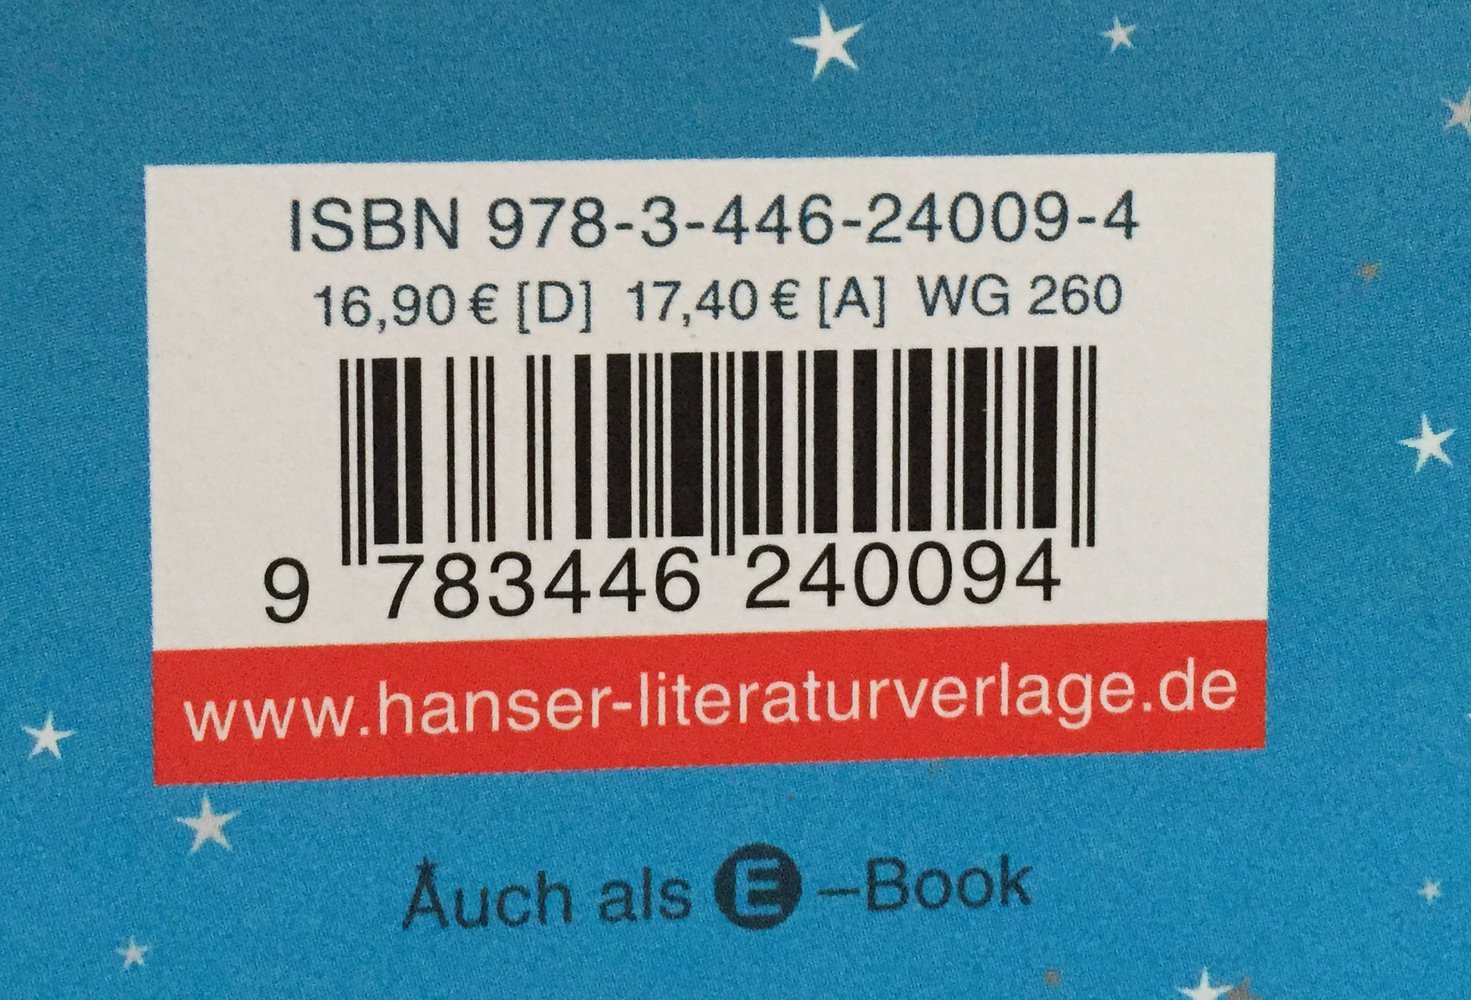 ISBN 978-3-446-24009-4
16,90 € [D] 17,40 € [A] WG 260
9 783446 240094
www.hanser-literaturverlage.de
Auch als E-Book